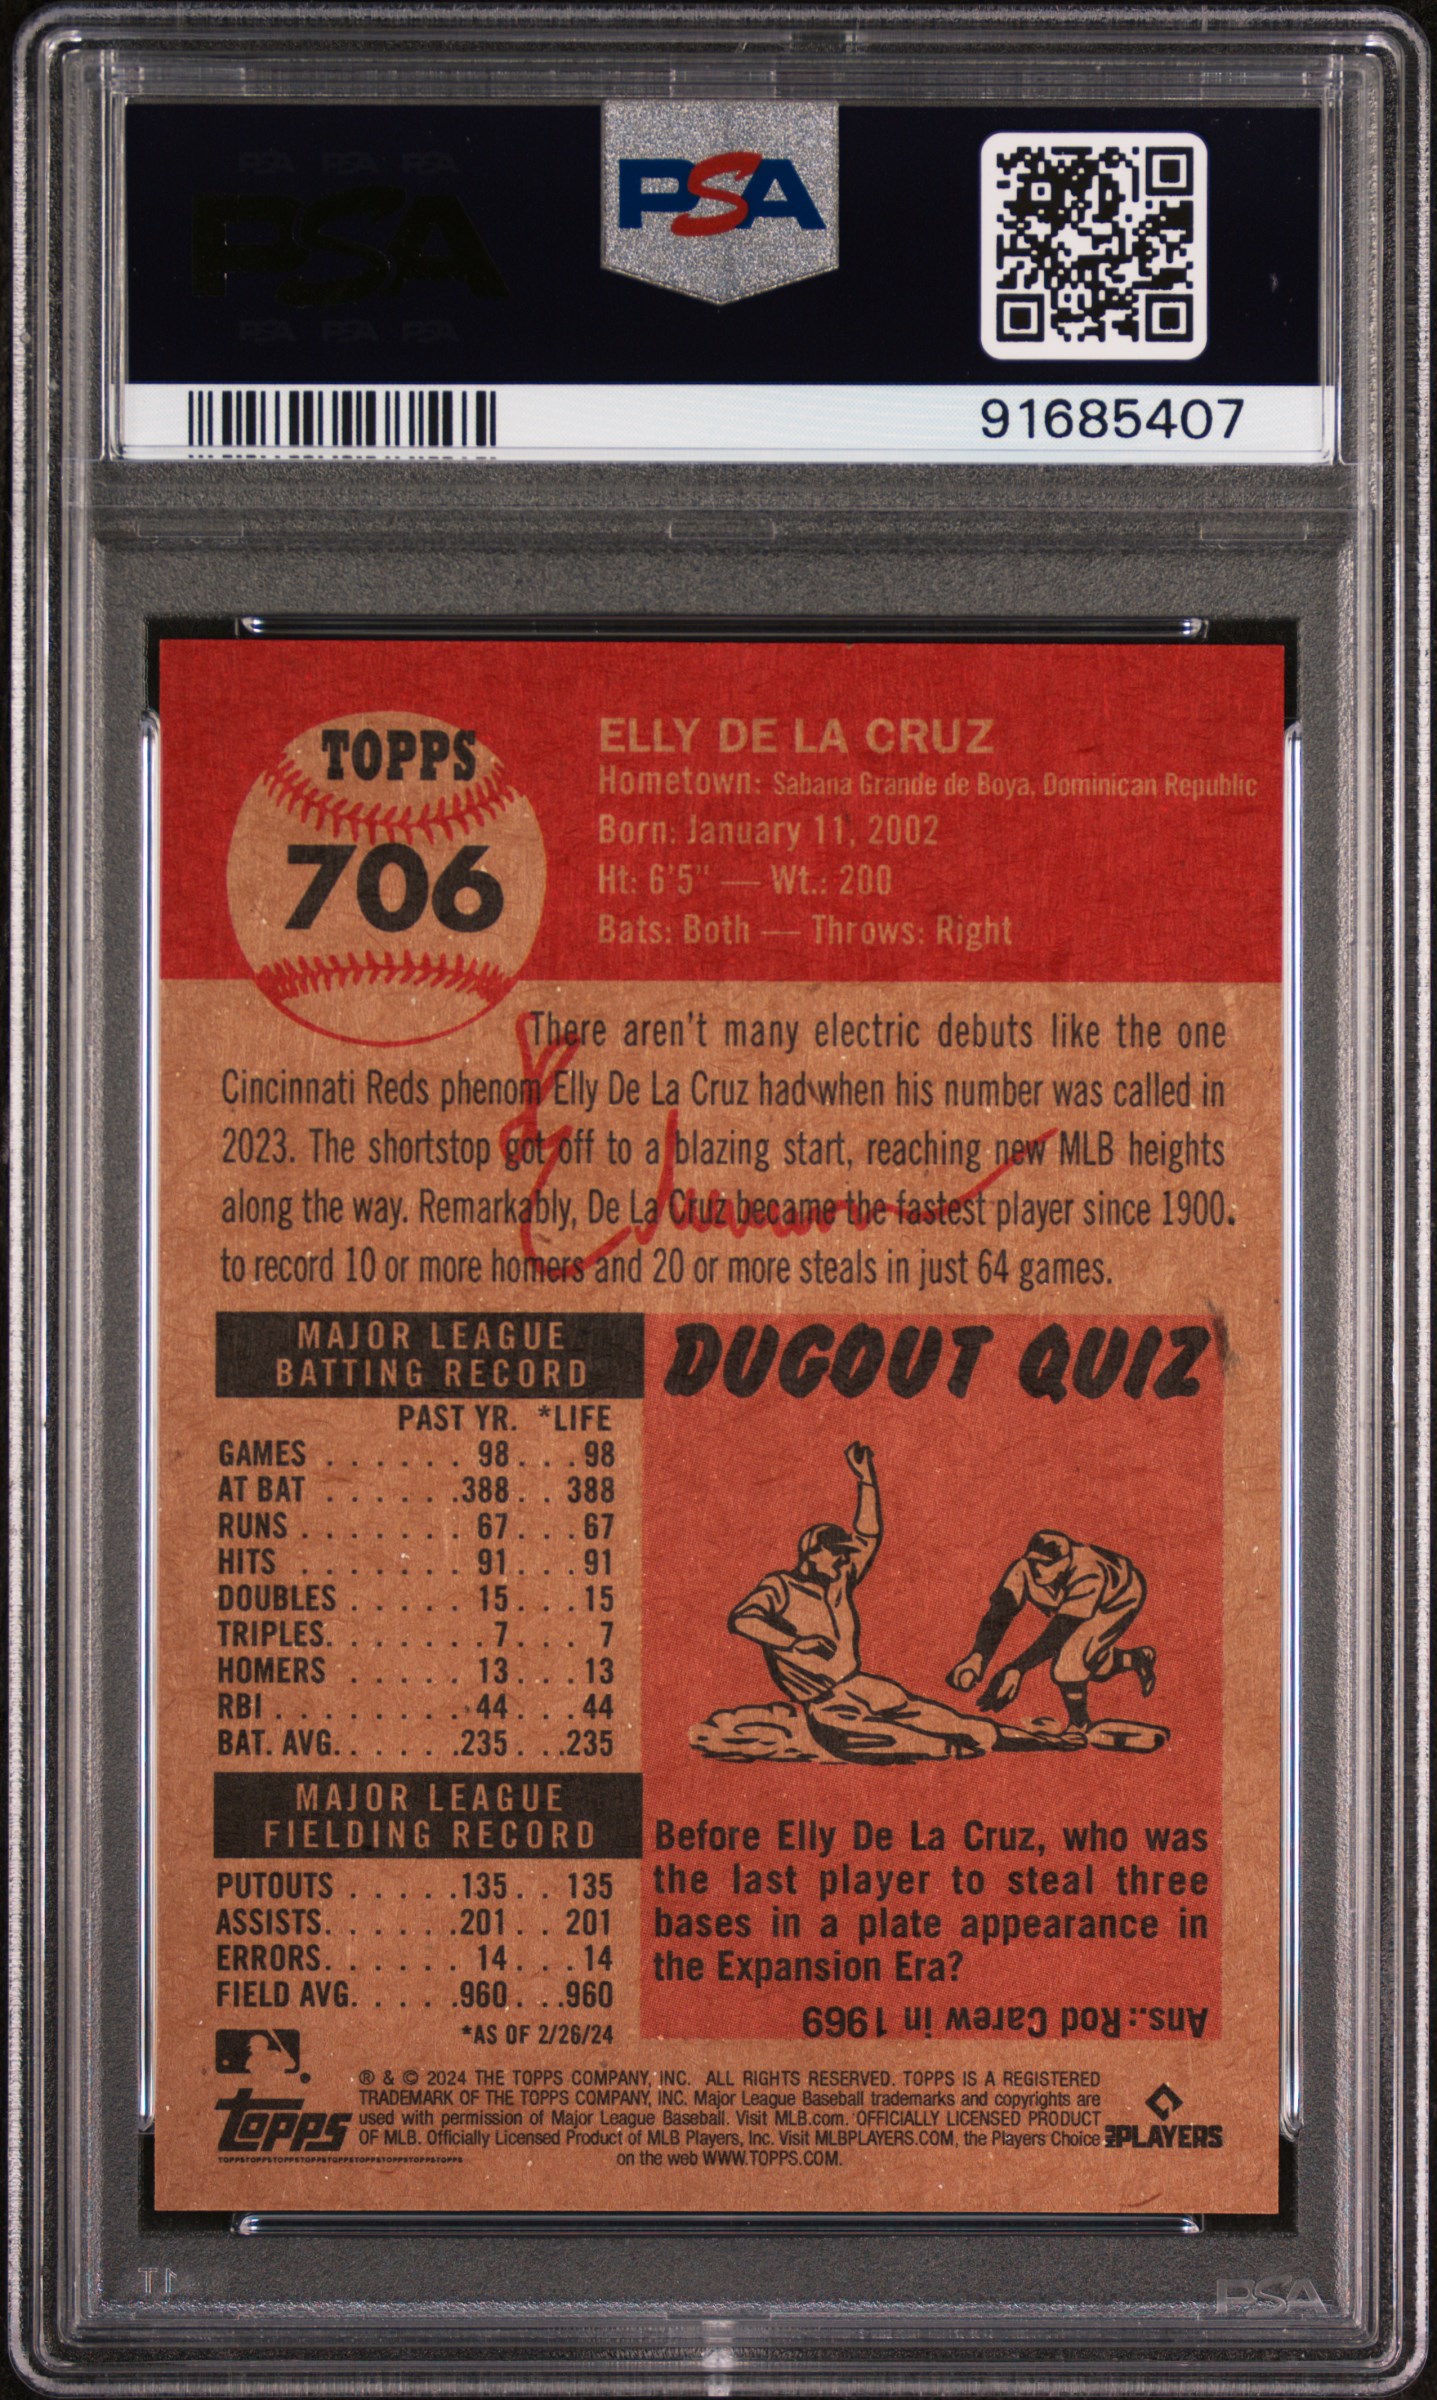 PSA PSA PSA
PSA
PSA PSA PSA
PSA
91685407
TOPPS
706
ELLY DE LA CRUZ
Hometown: Sabana Grande de Boya, Dominican Republic
Born: January 11, 2002
Ht: 6'5" — Wt.: 200
Bats: Both — Throws: Right
There aren't many electric debuts like the one
Cincinnati Reds phenom Elly De La Cruz had when his number was called in
2023. The shortstop got off to a blazing start, reaching new MLB heights
along the way. Remarkably, De La Cruz became the fastest player since 1900.
to record 10 or more homers and 20 or more steals in just 64 games.
MAJOR LEAGUE
BATTING RECORD
PAST YR. *LIFE
GAMES . . . . . . 98. . .98
AT BAT . . . . . .388. . 388
RUNS . . . . . . . 67. . .67
HITS . . . . . . . 91. . .91
DOUBLES . . . . . 15. . .15
TRIPLES. . . . . . . 7. . . 7
HOMERS . . . . . 13. . .13
RBI . . . . . . . . 44. . .44
BAT. AVG. . . . . .235. . .235
MAJOR LEAGUE
FIELDING RECORD
PUTOUTS . . . . .135. . 135
ASSISTS. . . . . .201. . 201
ERRORS. . . . . . 14. . .14
FIELD AVG. . . . .960. . .960
*AS OF 2/26/24
DUGOUT QUIZ
Before Elly De La Cruz, who was
the last player to steal three
bases in a plate appearance in
the Expansion Era?
Ans.: Rod Carew in 1969
Topps
TOPPSTOPPSTOPPSTOPPSTOPPSTOPPSTOPPSTOPPSTOPPS
® & © 2024 THE TOPPS COMPANY, INC. ALL RIGHTS RESERVED. TOPPS IS A REGISTERED
TRADEMARK OF THE TOPPS COMPANY, INC. Major League Baseball trademarks and copyrights are
used with permission of Major League Baseball. Visit MLB.com. OFFICIALLY LICENSED PRODUCT
OF MLB. Officially Licensed Product of MLB Players, Inc. Visit MLBPLAYERS.COM, the Players Choice
on the web WWW.TOPPS.COM.
MLB PLAYERS
PSA